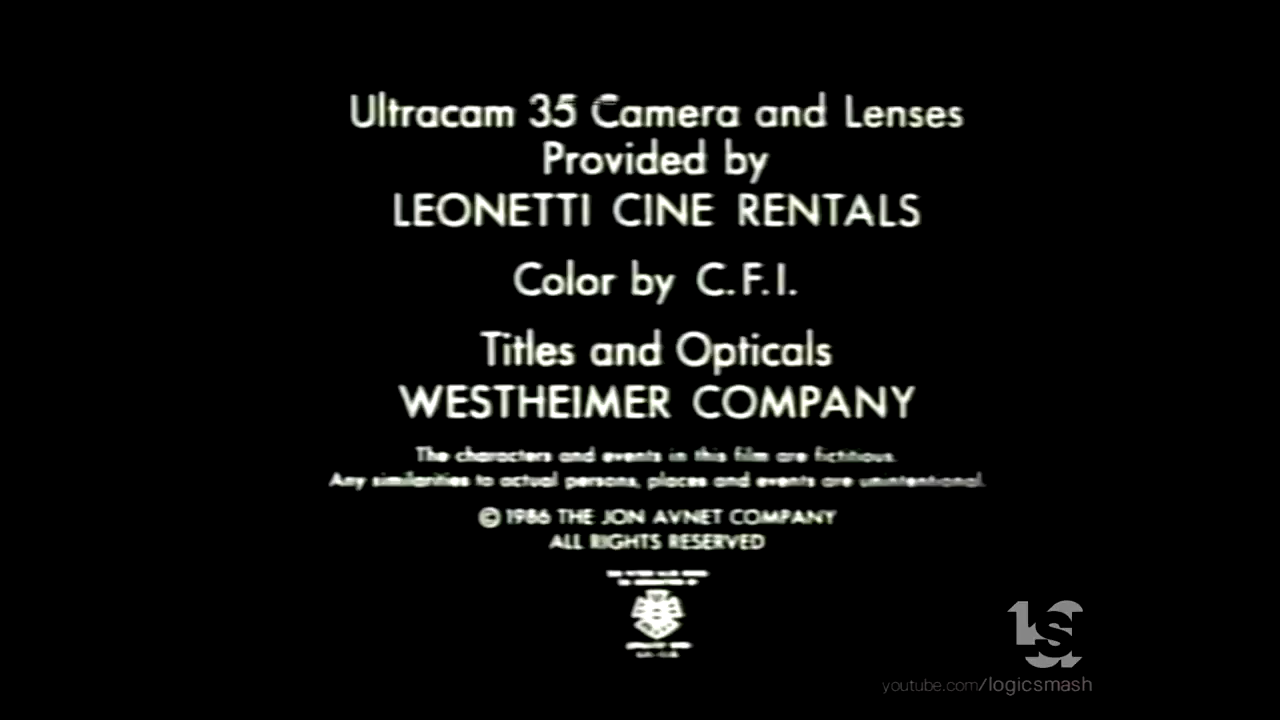 Ultracam 35 Camera and Lenses
Provided by
LEONETTI CINE RENTALS
Color by C.F.I.
Titles and Opticals
WESTHEIMER COMPANY
The characters and events in this film are fictitious.
Any similarities to actual persons, places and events are unintentional.
© 1986 THE JON AVNET COMPANY
ALL RIGHTS RESERVED
youtube.com/logicsmash